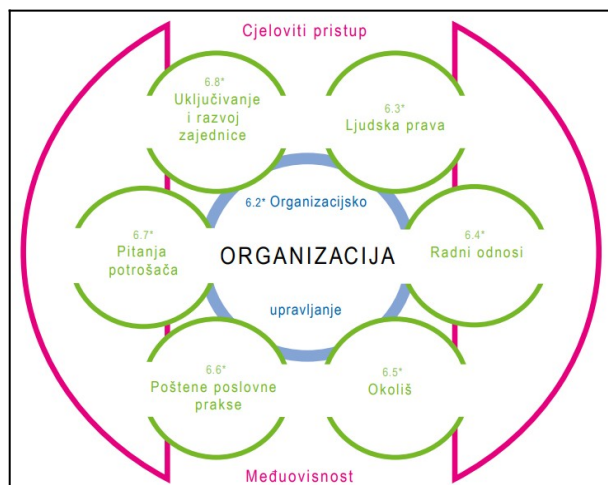 Cjeloviti pristup
6.8*
Uključivanje
i razvoj
zajednice
6.3*
Ljudska prava
6.2* Organizacijsko
6.7*
Pitanja
potrošača
ORGANIZACIJA
6.4*
Radni odnosi
upravljanje
6.6*
Poštene poslovne
prakse
6.5*
Okoliš
Međuovisnost